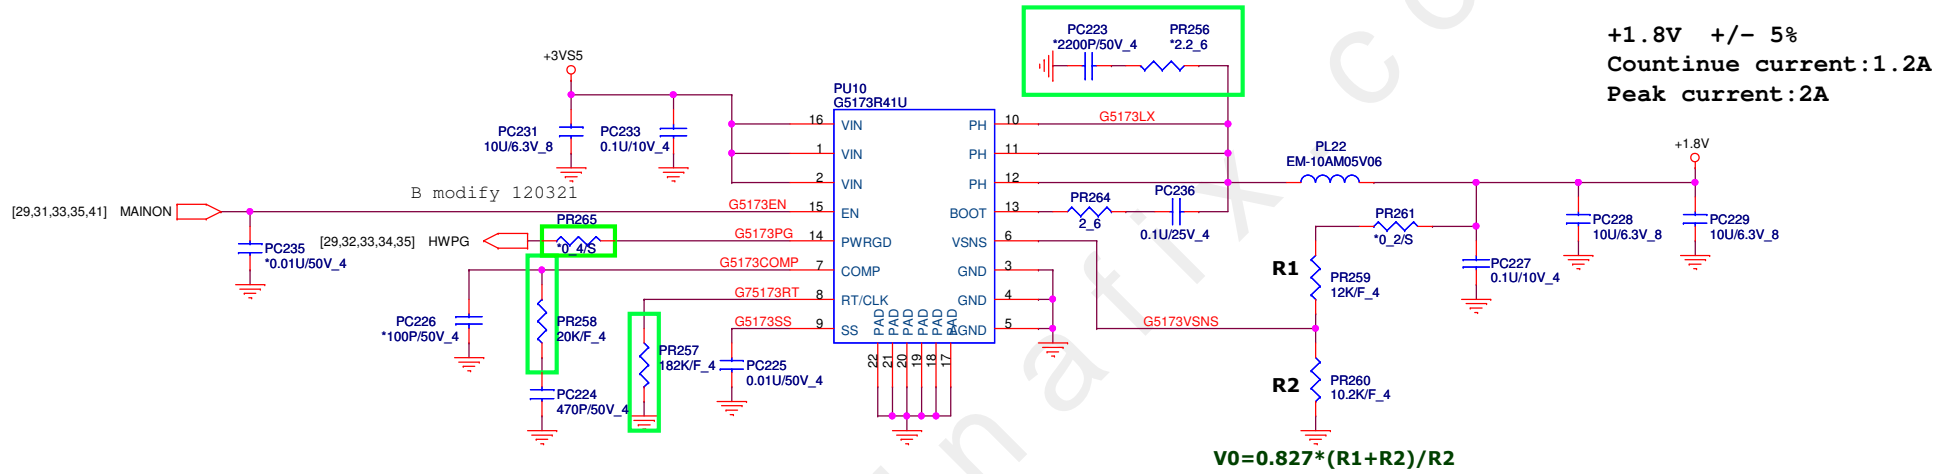 +1.8V +/- 5%
Countinue current:1.2A
Peak current:2A
PC223
*2200P/50V_4
PR256
*2.2_6
+3VS5
PU10
G5173R41U
PC231
10U/6.3V_8
PC233
0.1U/10V_4
16 VIN
1 VIN
2 VIN
15 EN
14 PWRGD
7 COMP
8 RT/CLK
9 SS
PH 10
PH 11
PH 12
BOOT 13
VSNS 6
GND 3
GND 4
AGND 5
PAD PAD PAD PAD PAD PAD
22 21 20 19 18 17
G5173LX
PL22
EM-10AM05V06
+1.8V
B modify 120321
[29,31,33,35,41] MAINON
G5173EN
PR265
*0_4/S
[29,32,33,34,35] HWPG
G5173PG
PC235
*0.01U/50V_4
G5173COMP
G75173RT
G5173SS
PR264
2_6
PC236
0.1U/25V_4
PR261
*0_2/S
PC228
10U/6.3V_8
PC229
10U/6.3V_8
R1
PR259
12K/F_4
PC227
0.1U/10V_4
G5173VSNS
PC226
*100P/50V_4
PR258
20K/F_4
PR257
182K/F_4
PC225
0.01U/50V_4
PC224
470P/50V_4
R2
PR260
10.2K/F_4
V0=0.827*(R1+R2)/R2